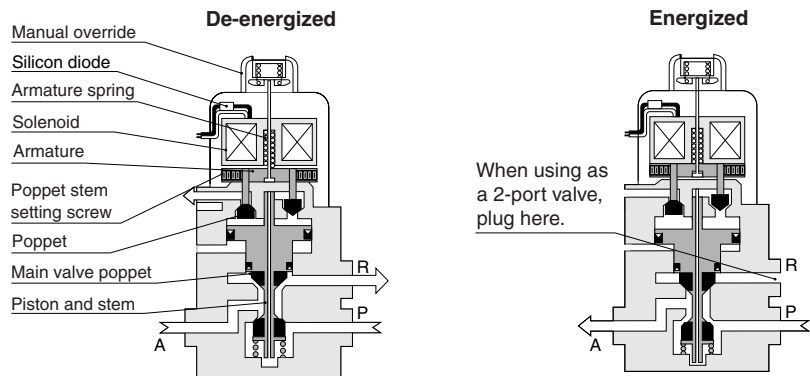 De-energized
Energized
Manual override
Silicon diode
Armature spring
Solenoid
Armature
Poppet stem
setting screw
Poppet
Main valve poppet
Piston and stem
R
P
A
When using as
a 2-port valve,
plug here.
R
P
A